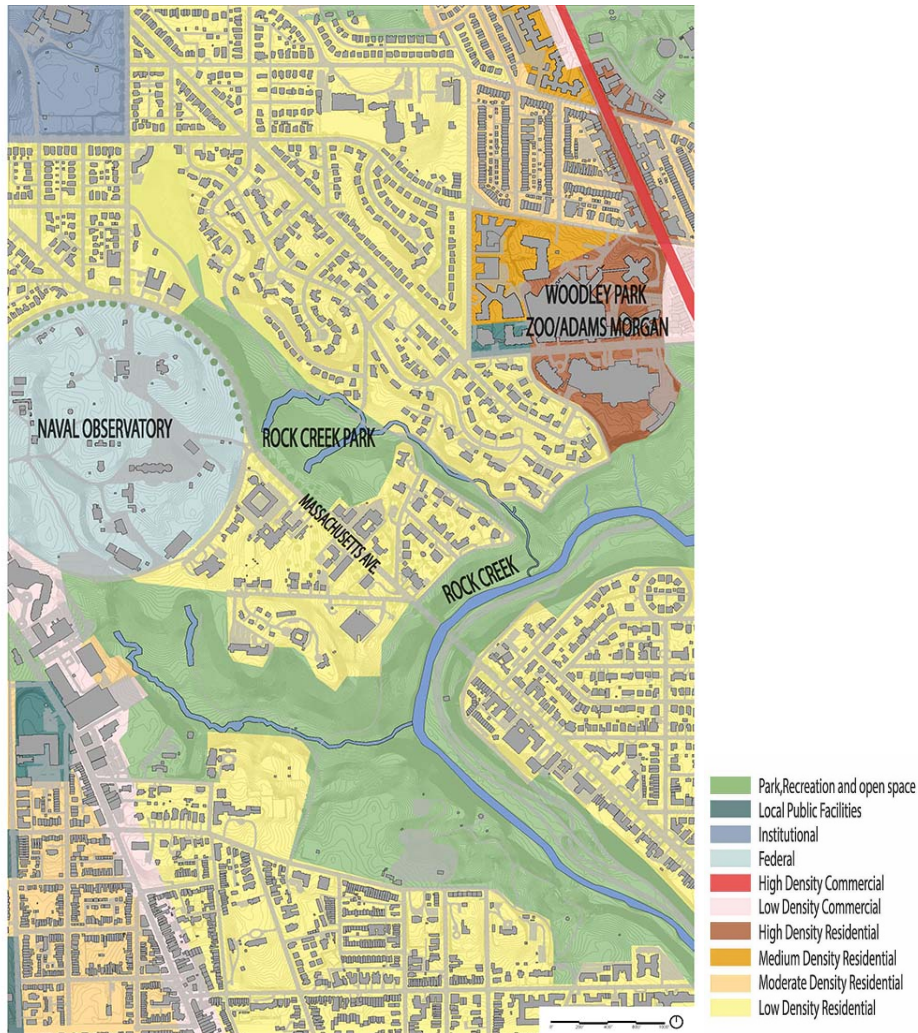 WOODLEY PARK
ZOO/ADAMS MORGAN
NAVAL OBSERVATORY
ROCK CREEK PARK
MASSACHUSETTS AVE
ROCK CREEK
Park,Recreation and open space
Local Public Facilities
Institutional
Federal
High Density Commercial
Low Density Commercial
High Density Residential
Medium Density Residential
Moderate Density Residential
Low Density Residential